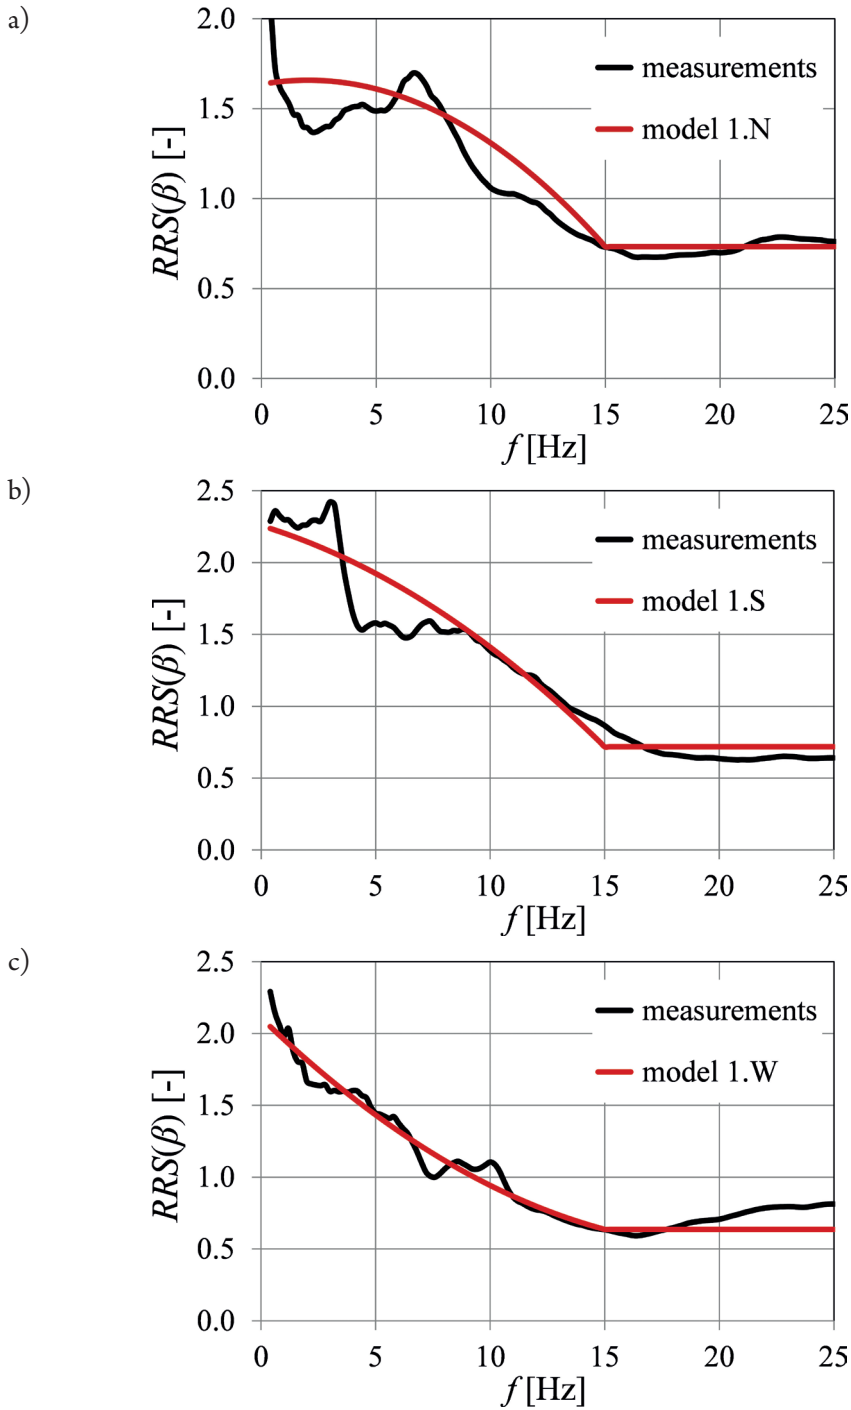 a)
2.0
1.5
1.0
0.5
0.0
RRS(β) [-]
measurements
model 1.N
0 5 10 15 20 25
f [Hz]
b)
2.5
2.0
1.5
1.0
0.5
0.0
RRS(β) [-]
measurements
model 1.S
0 5 10 15 20 25
f [Hz]
c)
2.5
2.0
1.5
1.0
0.5
0.0
RRS(β) [-]
measurements
model 1.W
0 5 10 15 20 25
f [Hz]